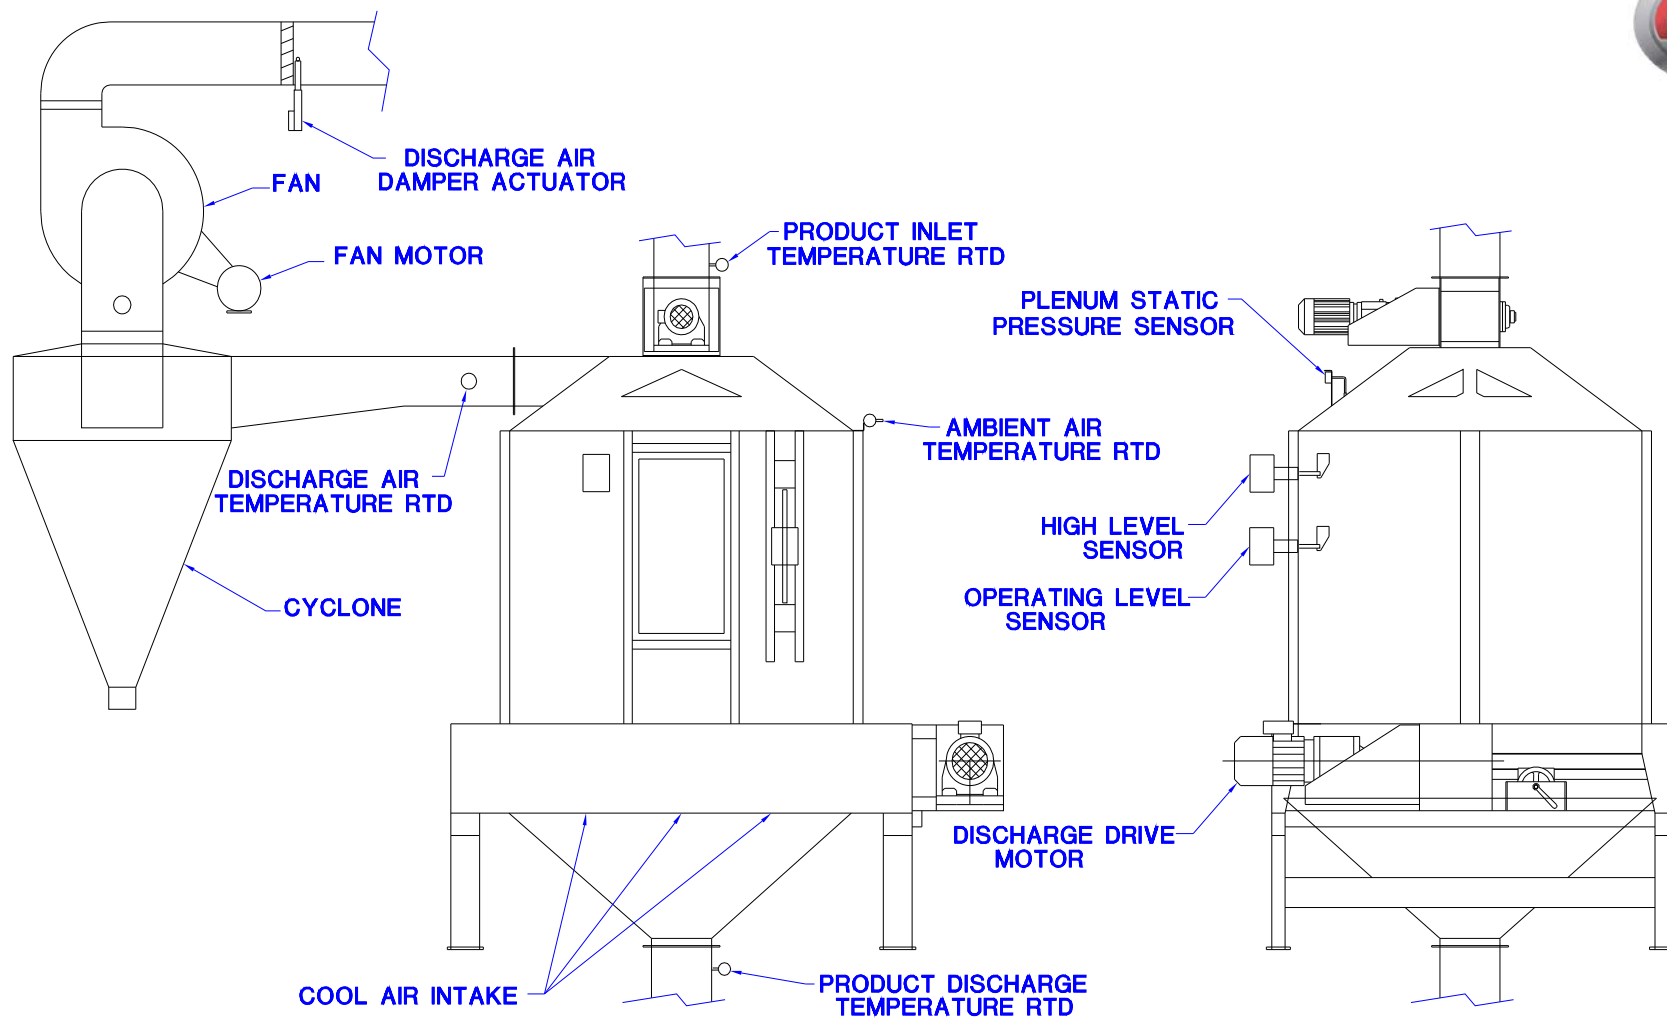 DISCHARGE AIR
DAMPER ACTUATOR
FAN
FAN MOTOR
PRODUCT INLET
TEMPERATURE RTD
PLENUM STATIC
PRESSURE SENSOR
AMBIENT AIR
TEMPERATURE RTD
DISCHARGE AIR
TEMPERATURE RTD
HIGH LEVEL
SENSOR
OPERATING LEVEL
SENSOR
CYCLONE
DISCHARGE DRIVE
MOTOR
COOL AIR INTAKE
PRODUCT DISCHARGE
TEMPERATURE RTD